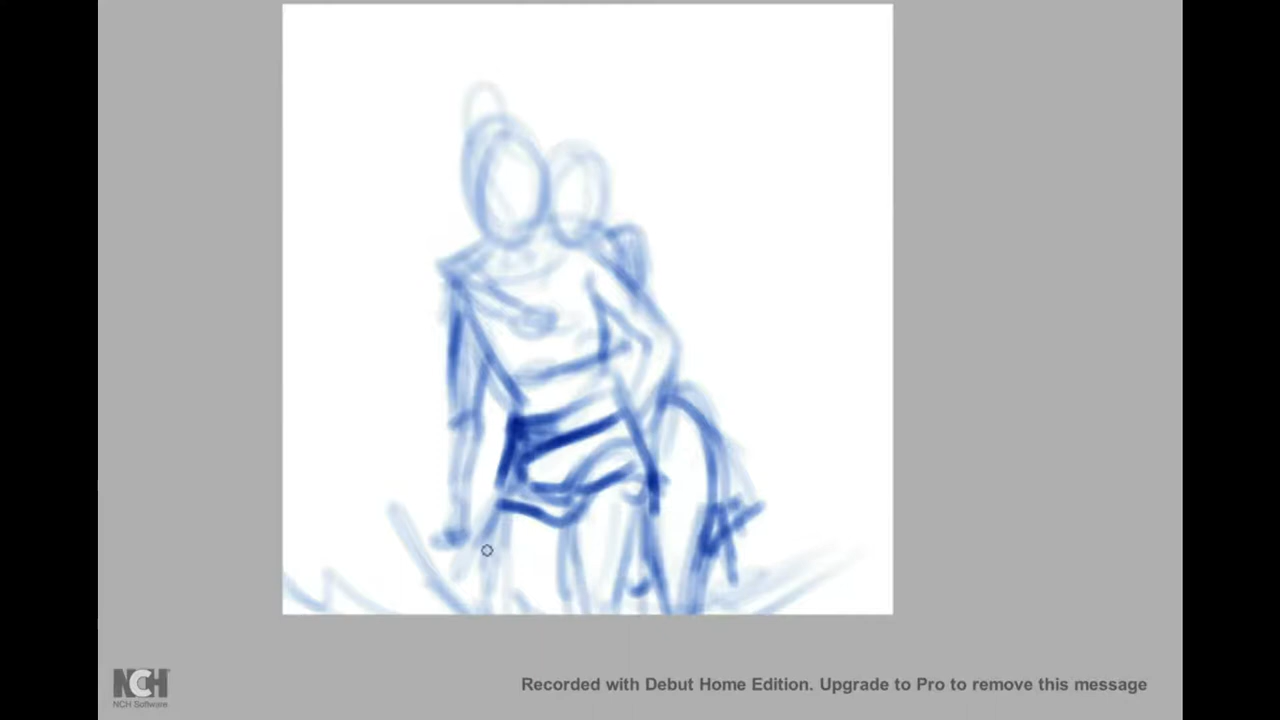 NCH
NCH Software
Recorded with Debut Home Edition. Upgrade to Pro to remove this message